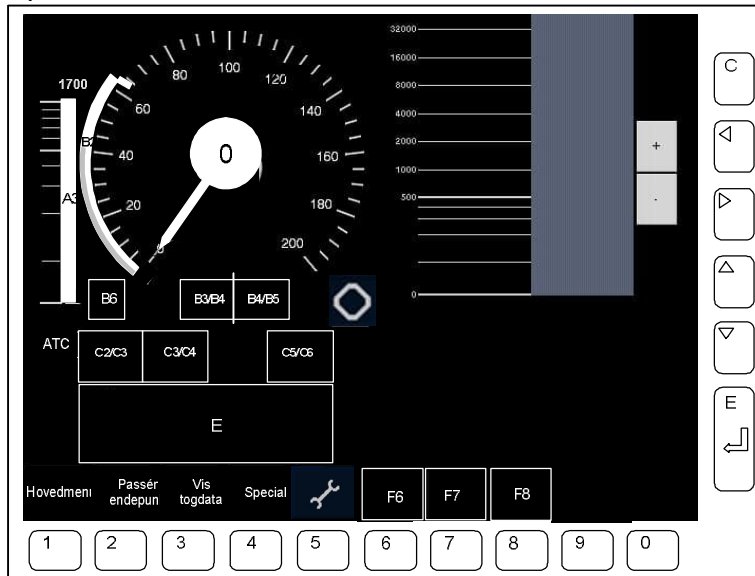 32000
16000
8000
4000
2000
1000
500
0
+
-
1700
0
20
40
60
80
100
120
140
160
180
200
0
A3
B6
B3/B4
B4/B5
ATC
C2/C3
C3/C4
C5/C6
E
Hovedmen
Passér
endepun
Vis
togdata
Special
F6
F7
F8
C
E
1
2
3
4
5
6
7
8
9
0